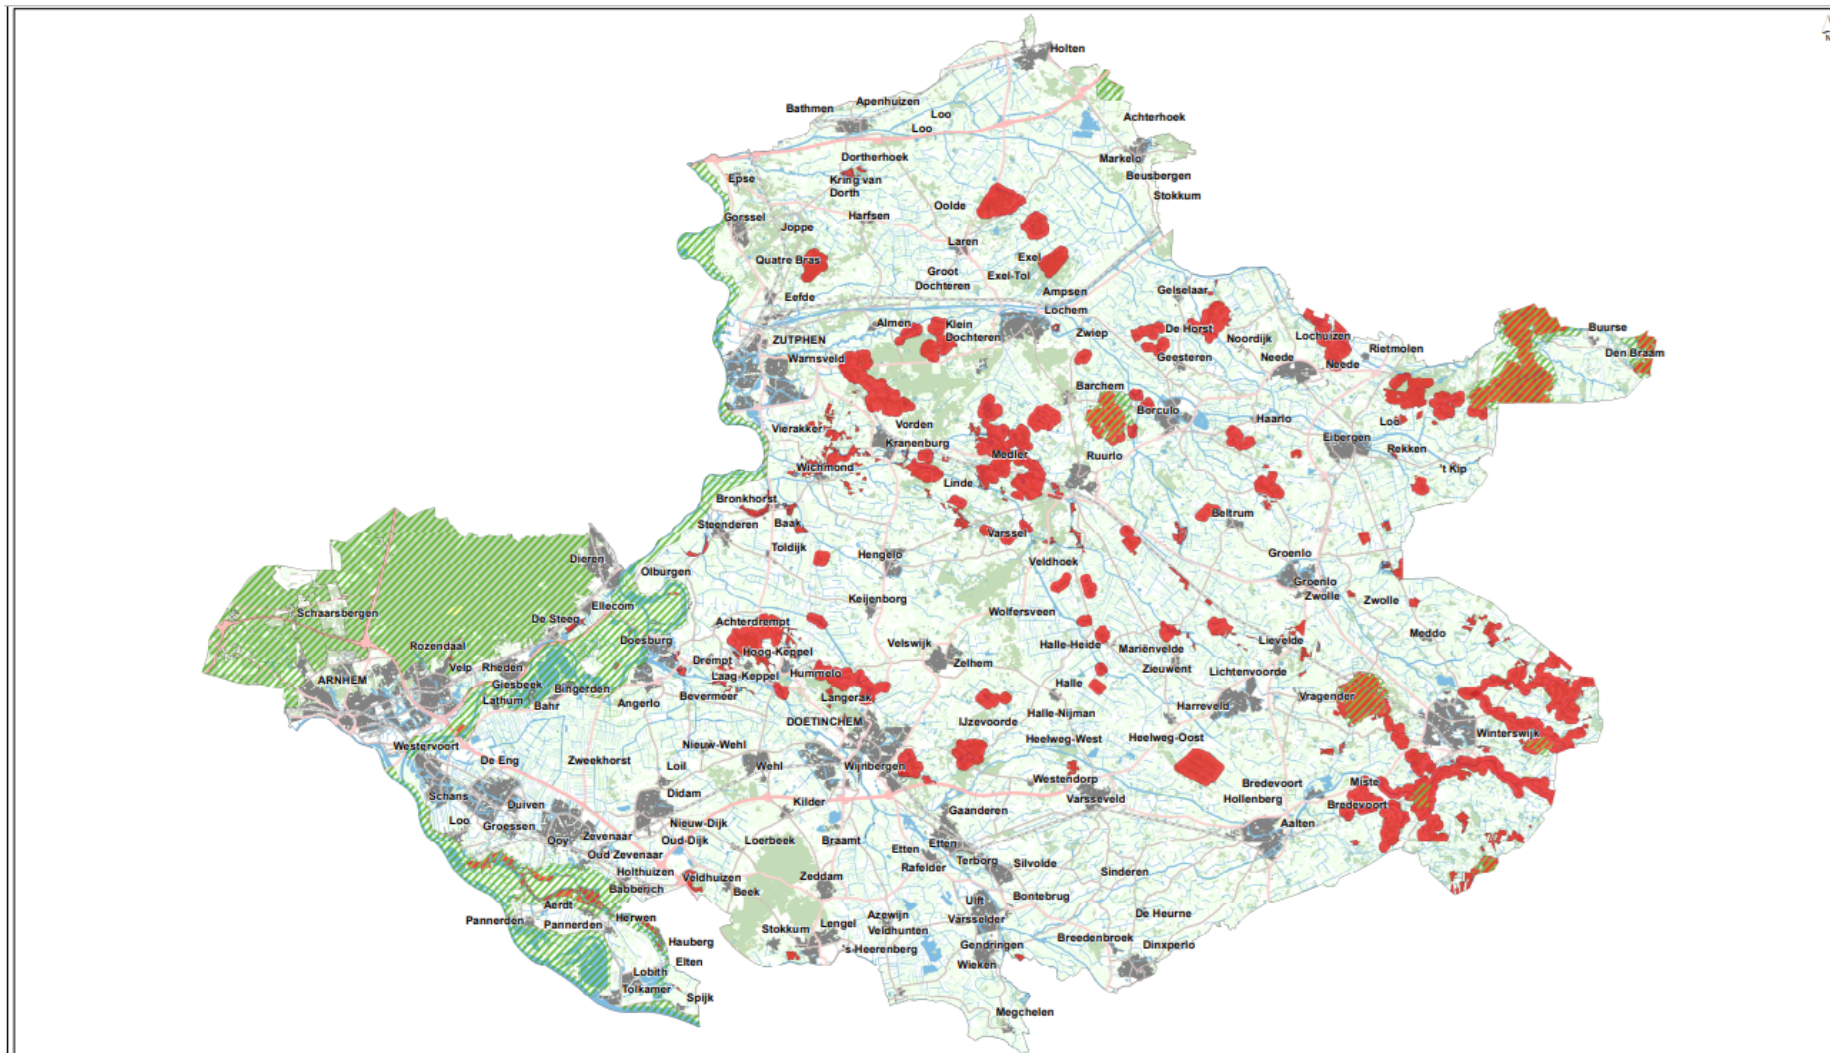 N
Holten
Apenhuizen
Bathmen
Loo
Achterhoek
Loo
Dortherhoek
Markelo
Epse
Kring van
Dorth
Beusbergen
Stokkum
Oolde
Gorssel
Harfsen
Joppe
Laren
Quatre Bras
Exel
Groot
Dochteren
Exel-Tol
Eefde
Ampsen
Gelselaar
Lochem
Almen
Klein
Dochteren
Zwiep
De Horst
Noordijk
Lochuizen
Buurse
ZUTPHEN
Rietmolen
Den Braam
Warnsveld
Geesteren
Neede
Neede
Barchem
Borculo
Haarlo
Loo
Vierakker
Vorden
Kranenburg
Eibergen
Rekken
Medler
Ruurlo
Wichmond
't Kip
Linde
Bronkhorst
Beltrum
Steenderen
Baak
Varssel
Toldijk
Hengelo
Groenlo
Dieren
Veldhoek
Olburgen
Groenlo
Zwolle
Zwolle
Schaarsbergen
Ellecom
Keijenborg
Wolfersveen
De Steeg
Achterdrempt
Meddo
Rozendaal
Doesburg
Velswijk
Halle-Heide
Mariënvelde
Lievelde
Hoog-Keppel
Velp
Rheden
Drempt
Zelhem
Zieuwent
Lichtenvoorde
ARNHEM
Giesbeek
Bingerden
Laag-Keppel
Hummelo
Halle
Lathum
Bahr
Angerlo
Bevermeer
Langerak
Vragender
Harreveld
DOETINCHEM
IJzevoorde
Halle-Nijman
Winterswijk
Westervoort
Nieuw-Wehl
Heelweg-West
Heelweg-Oost
De Eng
Zweekhorst
Loil
Wehl
Wijnbergen
Westendorp
Bredevoort
Miste
Schans
Duiven
Didam
Kilder
Varsseveld
Hollenberg
Bredevoort
Loo
Groessen
Nieuw-Dijk
Gaanderen
Aalten
Ooy
Zevenaar
Oud-Dijk
Loerbeek
Braamt
Etten
Etten
Oud Zevenaar
Rafelder
Terborg
Silvolde
Holthuizen
Veldhuizen
Zeddam
Sinderen
Babberich
Beek
Bontebrug
Aerdt
Ulft
Pannerden
Pannerden
Herwen
Stokkum
Lengel
Azewijn
Varsselder
De Heurne
Veldhunten
Hauberg
's Heerenberg
Gendringen
Breedenbroek
Dinxperlo
Elten
Wieken
Lobith
Tolkamer
Spijk
Megchelen